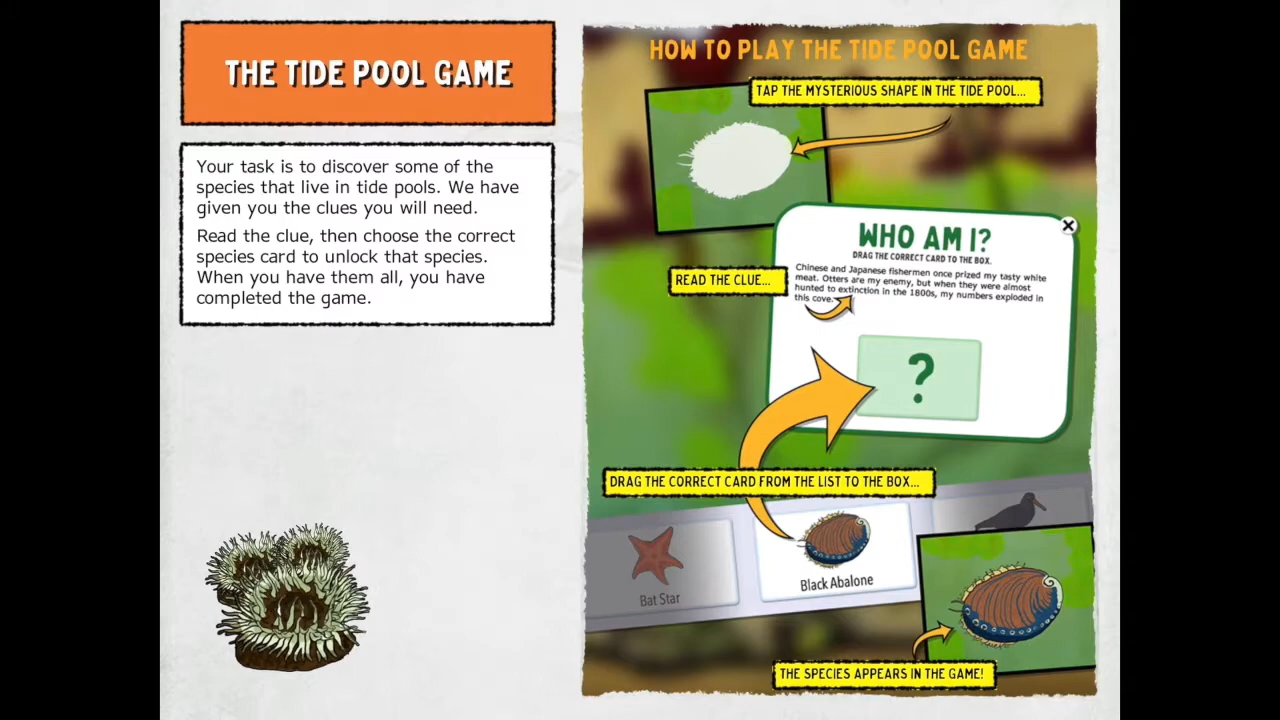 THE TIDE POOL GAME
Your task is to discover some of the
species that live in tide pools. We have
given you the clues you will need.
Read the clue, then choose the correct
species card to unlock that species.
When you have them all, you have
completed the game.
HOW TO PLAY THE TIDE POOL GAME
TAP THE MYSTERIOUS SHAPE IN THE TIDE POOL...
WHO AM I?
DRAG THE CORRECT CARD TO THE BOX.
Chinese and Japanese fishermen once prized my tasty white
meat. Otters are my enemy, but when they were almost
hunted to extinction in the 1800s, my numbers exploded in
this cove.
READ THE CLUE...
?
DRAG THE CORRECT CARD FROM THE LIST TO THE BOX...
Bat Star
Black Abalone
THE SPECIES APPEARS IN THE GAME!